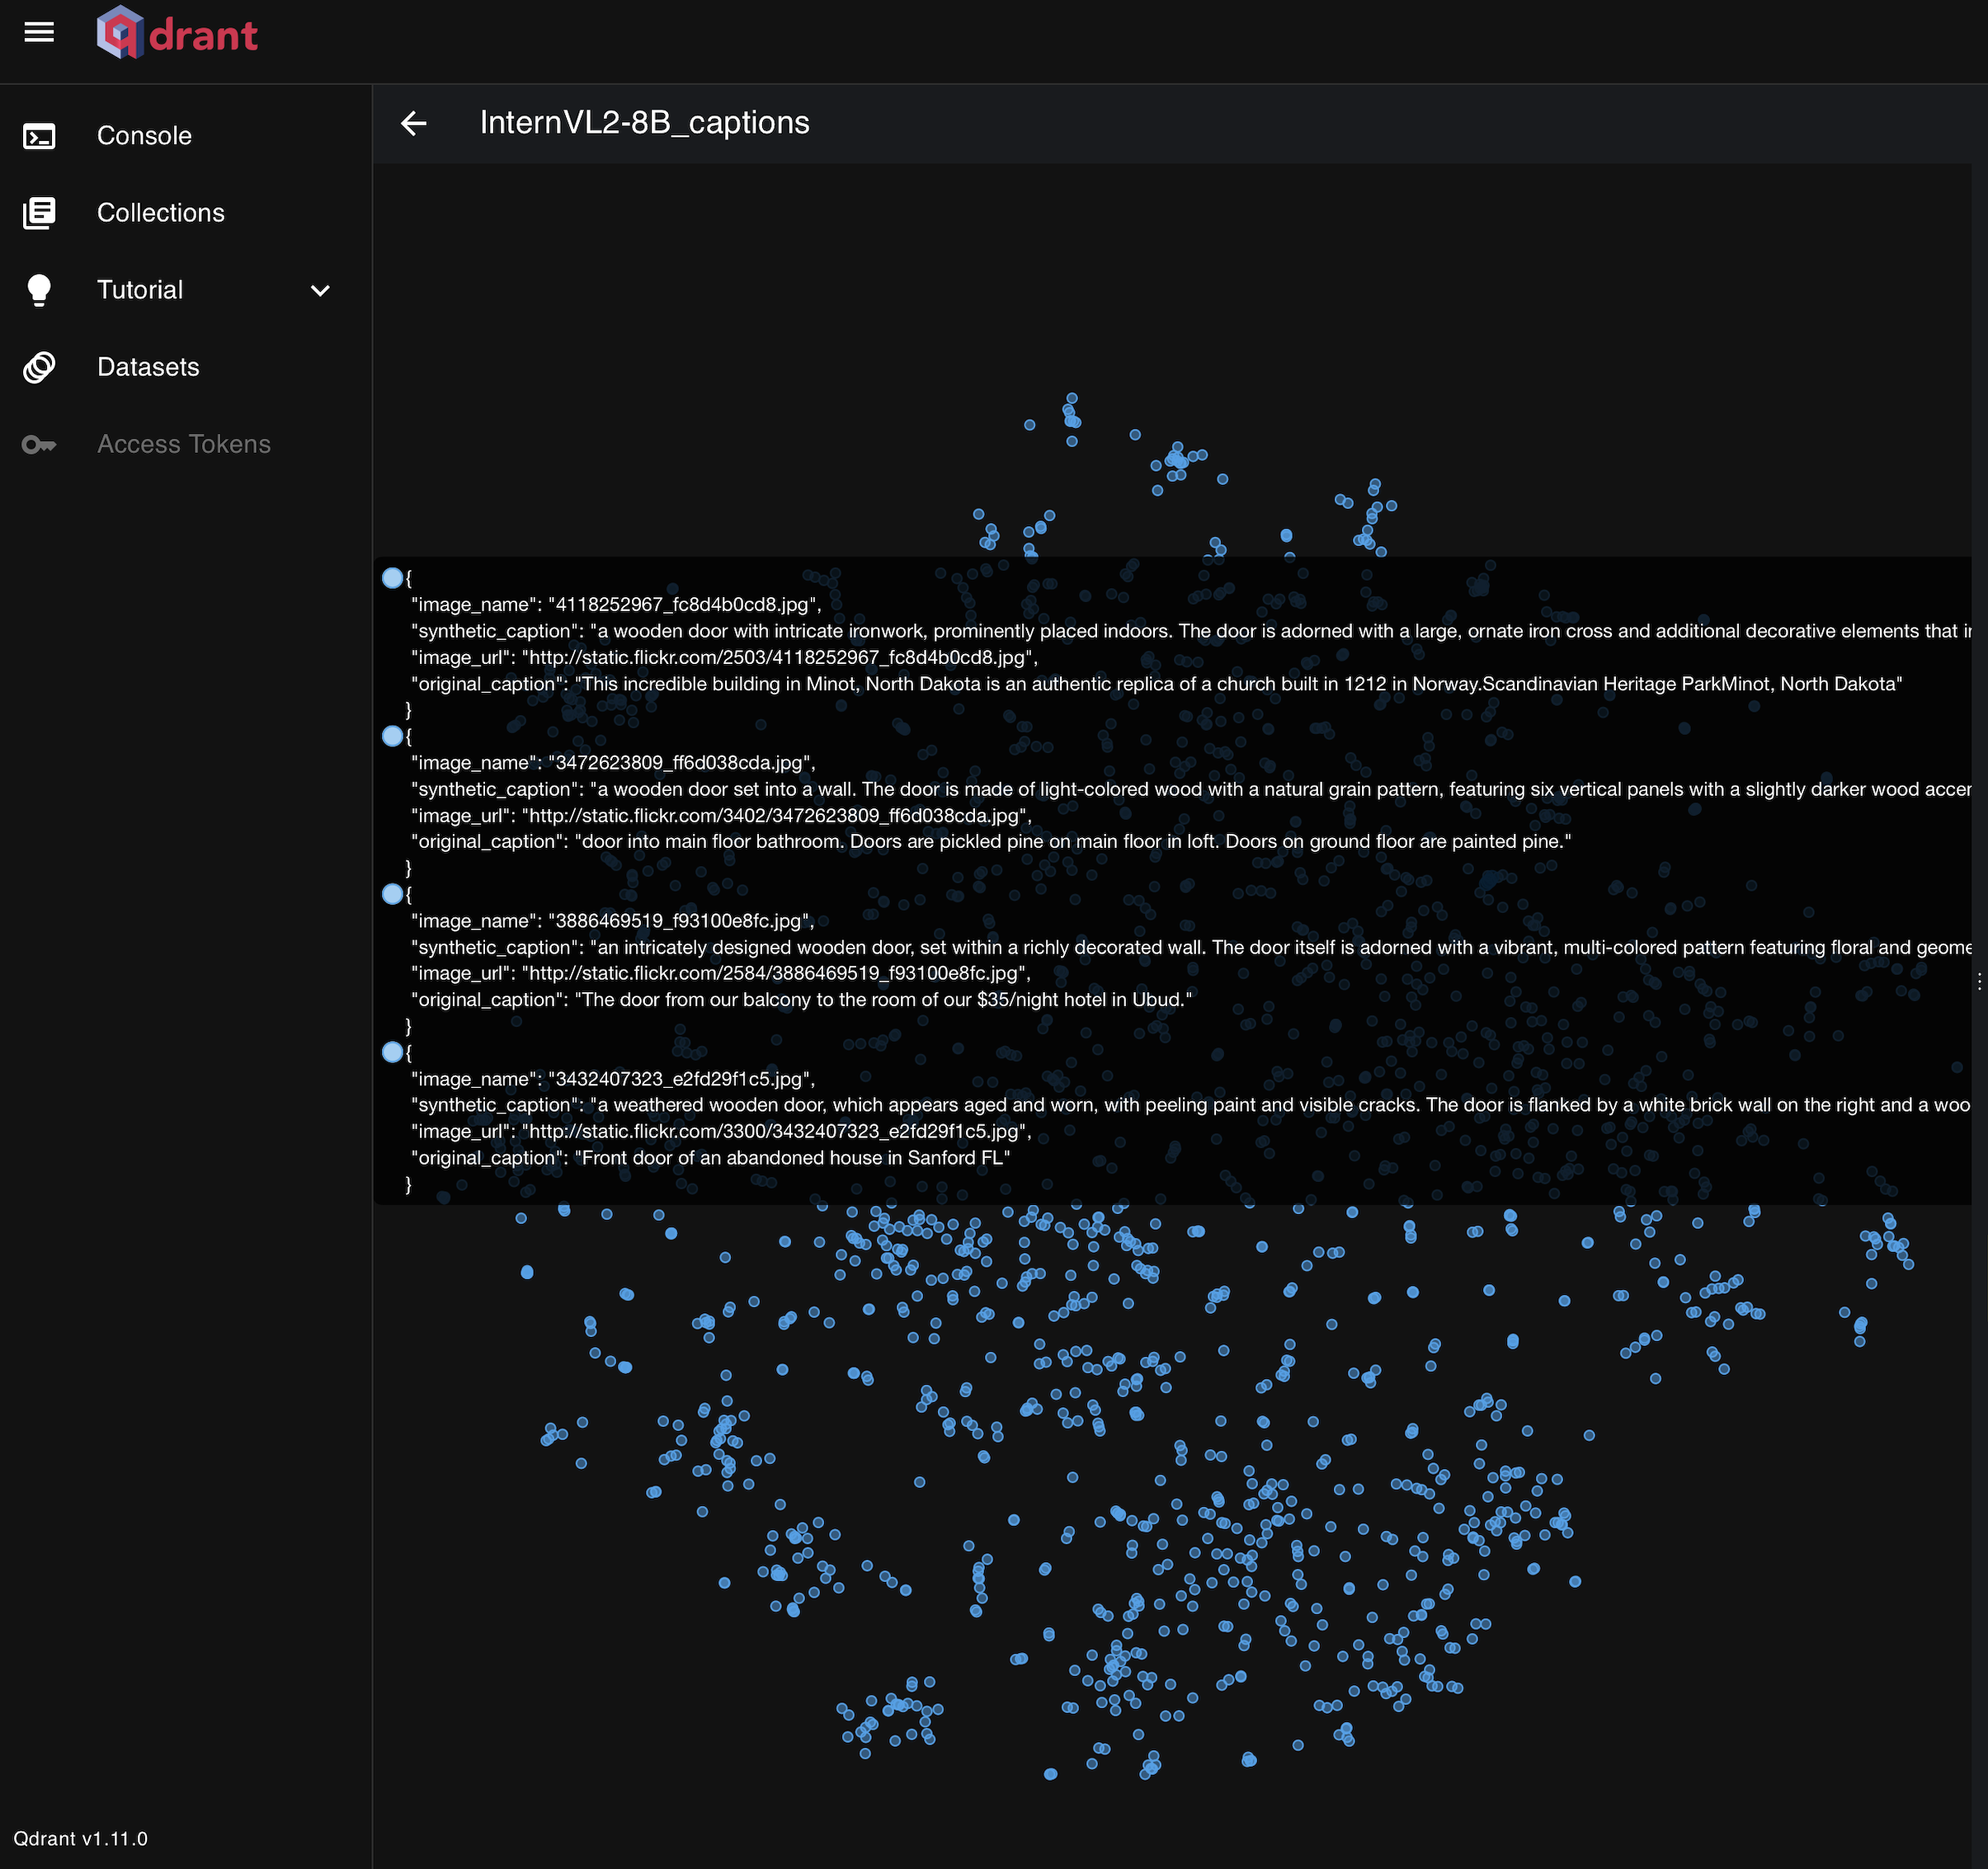 qdrant
InternVL2-8B_captions
Console
Collections
Tutorial
Datasets
Access Tokens
{
"image_name": "4118252967_fc8d4b0cd8.jpg",
"synthetic_caption": "a wooden door with intricate ironwork, prominently placed indoors. The door is adorned with a large, ornate iron cross and additional decorative elements that
"image_url": "http://static.flickr.com/2503/4118252967_fc8d4b0cd8.jpg",
"original_caption": "This incredible building in Minot, North Dakota is an authentic replica of a church built in 1212 in Norway.Scandinavian Heritage ParkMinot, North Dakota"
}
{
"image_name": "3472623809_ff6d038cda.jpg",
"synthetic_caption": "a wooden door set into a wall. The door is made of light-colored wood with a natural grain pattern, featuring six vertical panels with a slightly darker wood accer
"image_url": "http://static.flickr.com/3402/3472623809_ff6d038cda.jpg",
"original_caption": "door into main floor bathroom. Doors are pickled pine on main floor in loft. Doors on ground floor are painted pine."
}
{
"image_name": "3886469519_f93100e8fc.jpg",
"synthetic_caption": "an intricately designed wooden door, set within a richly decorated wall. The door itself is adorned with a vibrant, multi-colored pattern featuring floral and geome
"image_url": "http://static.flickr.com/2584/3886469519_f93100e8fc.jpg",
"original_caption": "The door from our balcony to the room of our $35/night hotel in Ubud."
}
{
"image_name": "3432407323_e2fd29f1c5.jpg",
"synthetic_caption": "a weathered wooden door, which appears aged and worn, with peeling paint and visible cracks. The door is flanked by a white brick wall on the right and a woo
"image_url": "http://static.flickr.com/3300/3432407323_e2fd29f1c5.jpg",
"original_caption": "Front door of an abandoned house in Sanford FL"
}
Qdrant v1.11.0